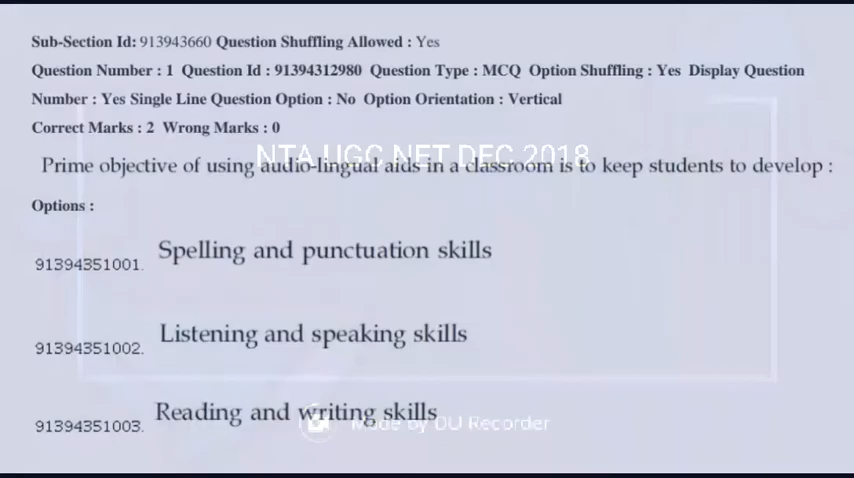 Sub-Section Id: 913943660 Question Shuffling Allowed : Yes
Question Number : 1 Question Id : 91394312980 Question Type : MCQ Option Shuffling : Yes Display Question
Number : Yes Single Line Question Option : No Option Orientation : Vertical
Correct Marks : 2 Wrong Marks : 0
NTA UGC NET DEC 2018
Prime objective of using audio-lingual aids in a classroom is to keep students to develop :
Options :
91394351001. Spelling and punctuation skills
91394351002. Listening and speaking skills
91394351003. Reading and writing skills
Made by DU Recorder